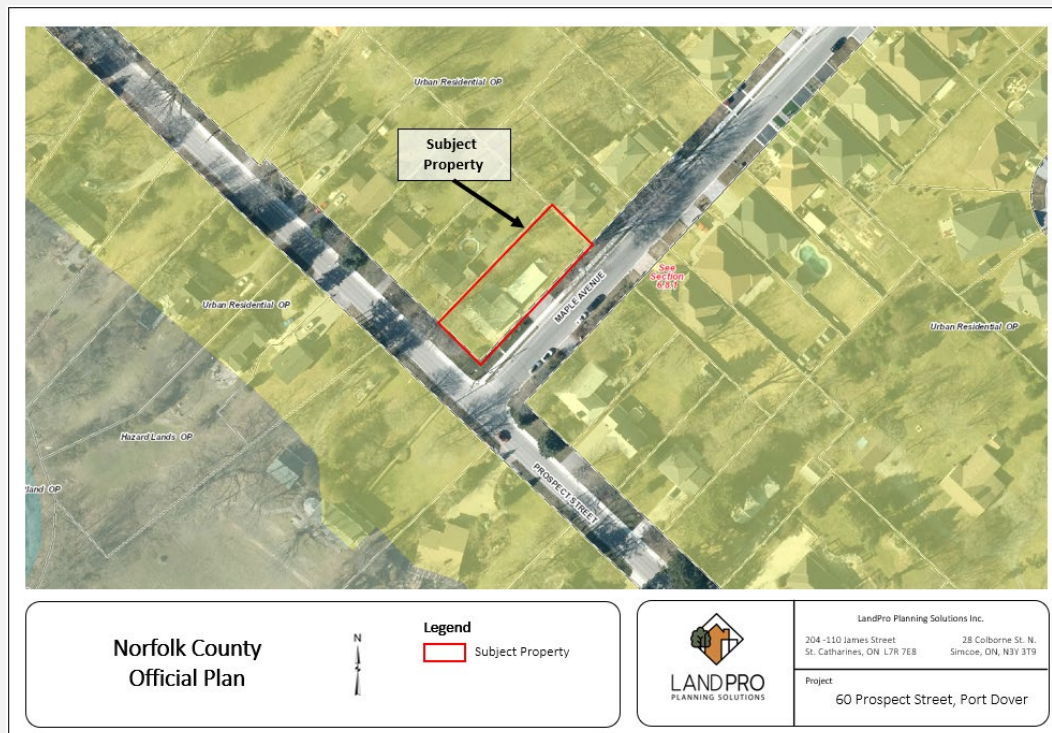 Urban Residential OP
Subject
Property
See
Section
6.8.1
MAPLE AVENUE
Urban Residential OP
Urban Residential OP
Hazard Lands OP
land OP
PROSPECT STREET
Norfolk County
Official Plan
N
Legend
Subject Property
LANDPRO
PLANNING SOLUTIONS
LandPro Planning Solutions Inc.
204 -110 James Street
St. Catharines, ON L7R 7E8
28 Colborne St. N.
Simcoe, ON, N3Y 3T9
Project
60 Prospect Street, Port Dover